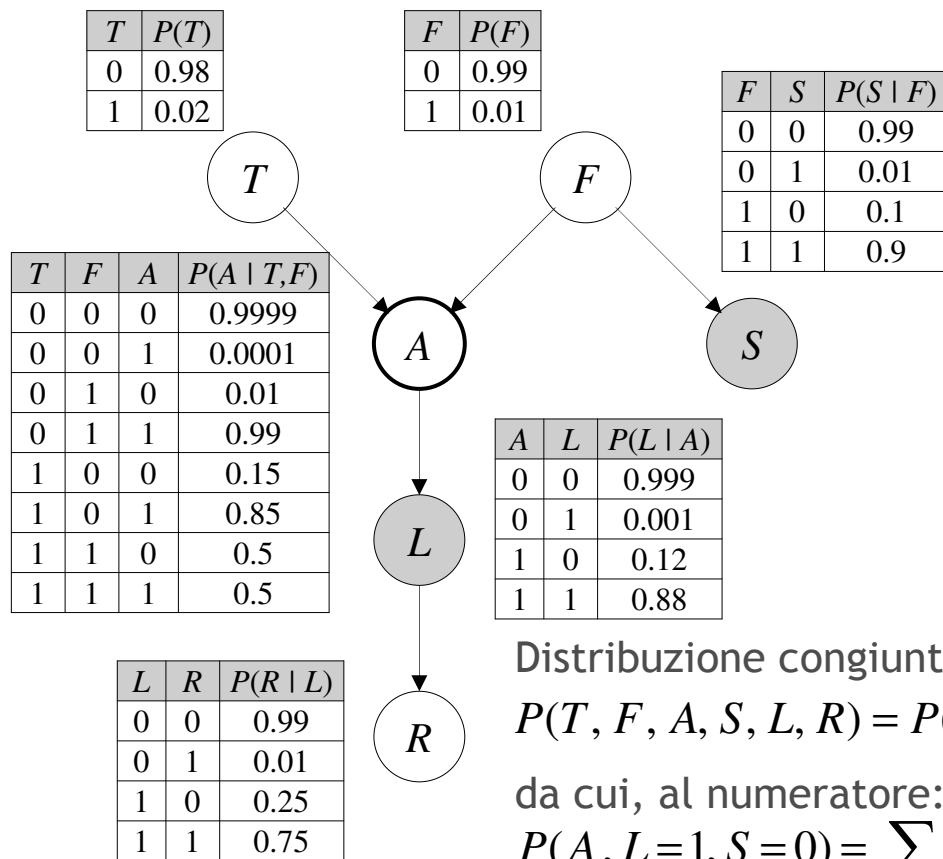 T P(T)
0 0.98
1 0.02
F P(F)
0 0.99
1 0.01
F S P(S | F)
0 0 0.99
0 1 0.01
1 0 0.1
1 1 0.9
T
F
T F A P(A | T,F)
0 0 0 0.9999
0 0 1 0.0001
0 1 0 0.01
0 1 1 0.99
1 0 0 0.15
1 0 1 0.85
1 1 0 0.5
1 1 1 0.5
A
S
A L P(L | A)
0 0 0.999
0 1 0.001
1 0 0.12
1 1 0.88
L
L R P(R | L)
0 0 0.99
0 1 0.01
1 0 0.25
1 1 0.75
R
Distribuzione congiunt
P(T, F, A, S, L, R) = P(
da cui, al numeratore:
P(A, L=1, S=0) = ∑